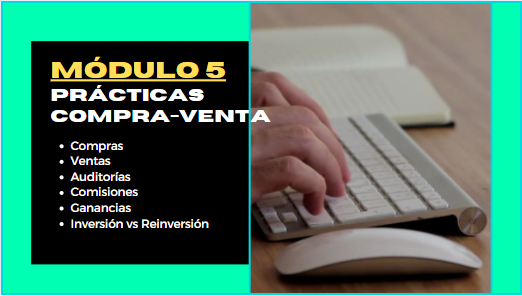 MÓDULO 5
PRÁCTICAS
COMPRA-VENTA
• Compras
• Ventas
• Auditorías
• Comisiones
• Ganancias
• Inversión vs Reinversión